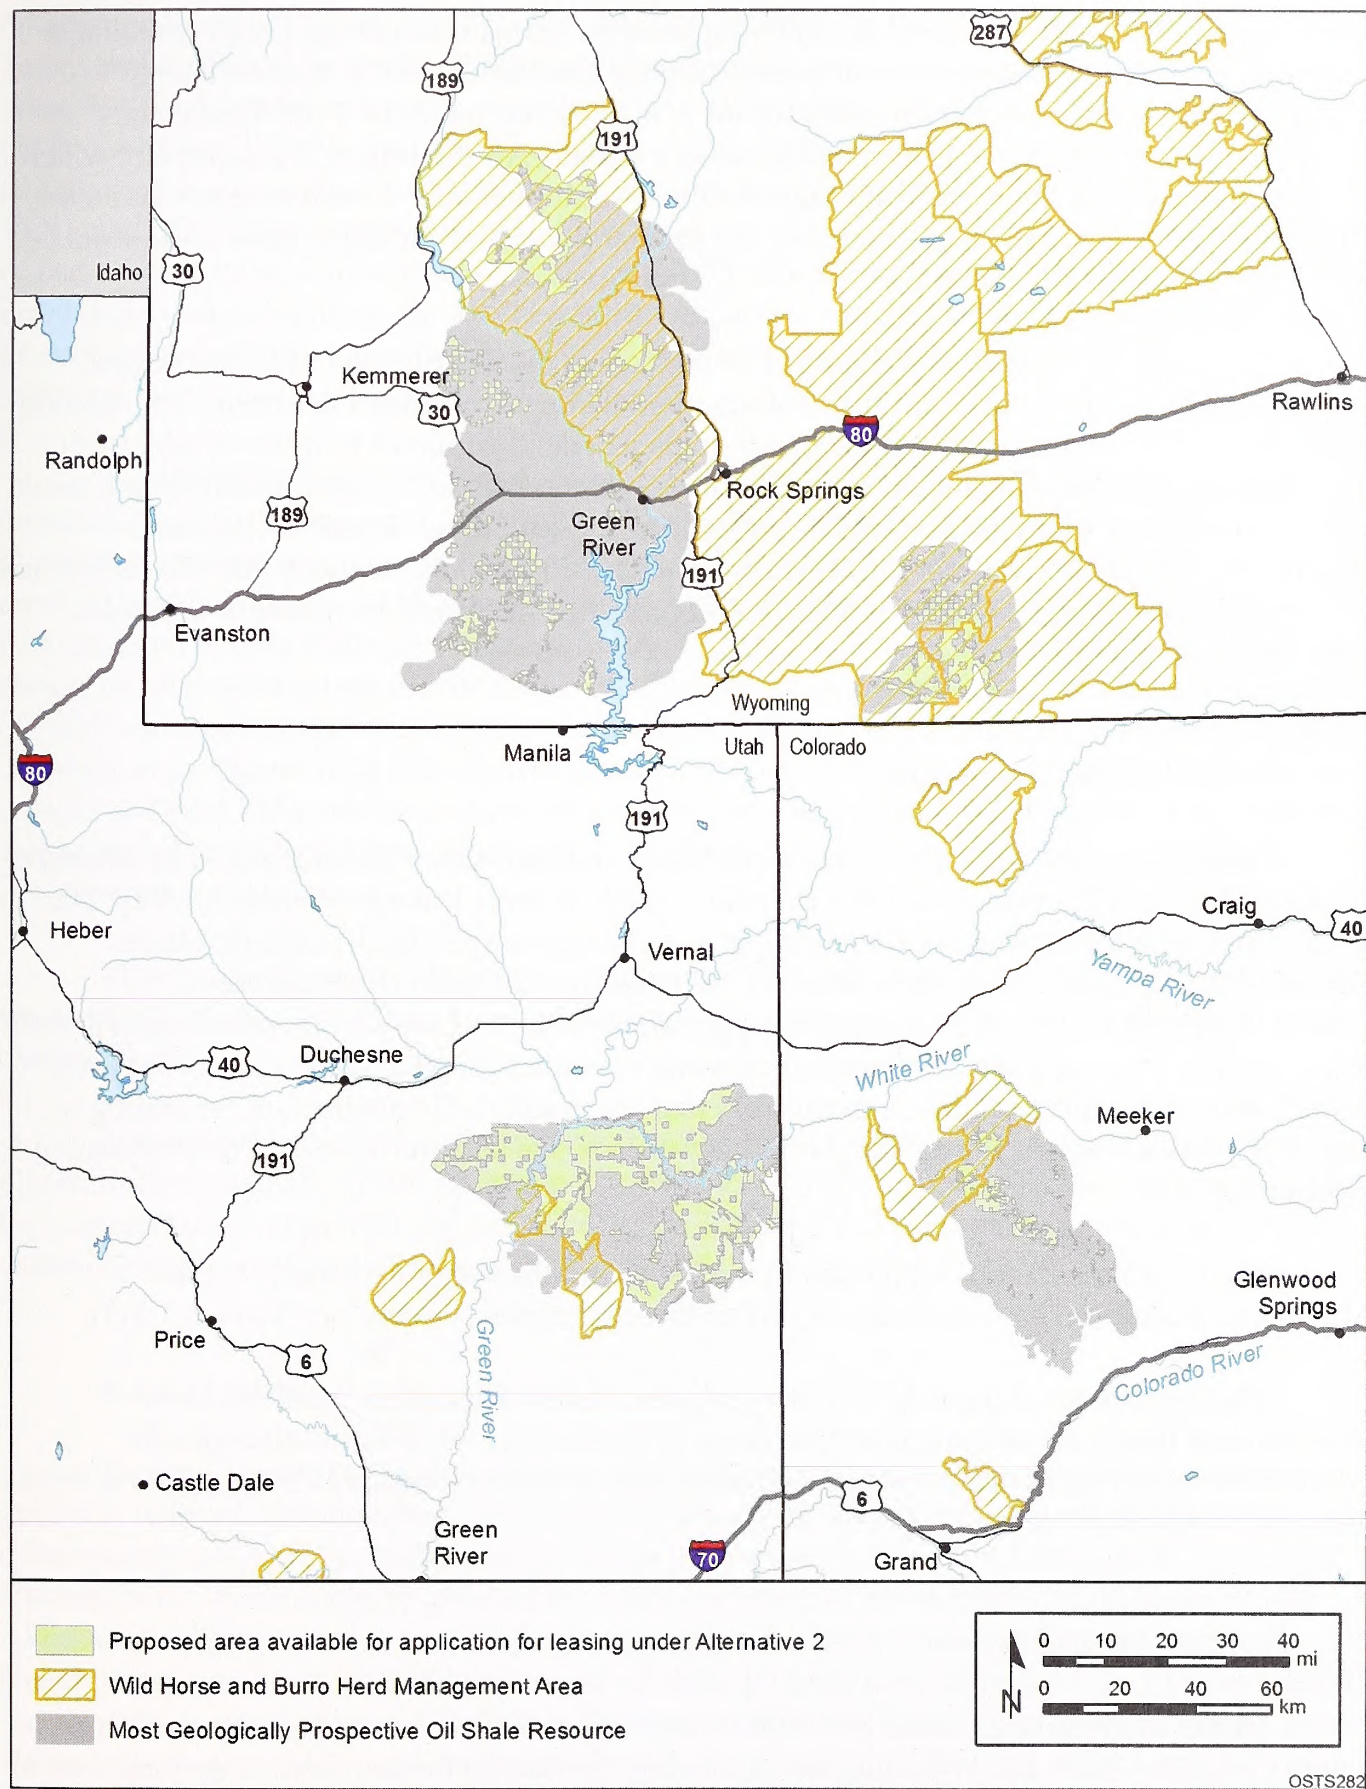 287
189
191
Idaho
30
Kemmerer
30
Rawlins
80
Randolph
Rock Springs
189
Green
River
191
Evanston
Wyoming
Manila
Utah
Colorado
80
191
Craig
40
Heber
Vernal
Yampa River
Duchesne
40
White River
Meeker
191
Glenwood
Springs
Price
6
Green River
Colorado River
Castle Dale
6
Green
River
70
Grand
Proposed area available for application for leasing under Alternative 2
Wild Horse and Burro Herd Management Area
Most Geologically Prospective Oil Shale Resource
0 10 20 30 40
mi
0 20 40 60
km
N
OSTS282